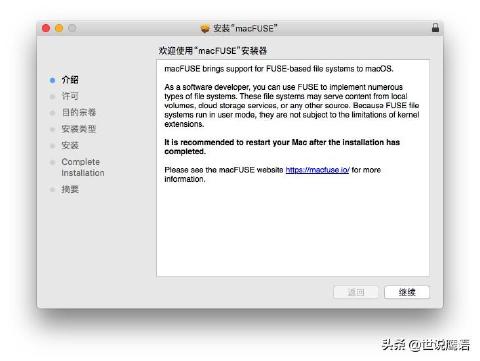 安装“macFUSE”
欢迎使用“macFUSE”安装器
介绍
许可
目的宗卷
安装类型
安装
Complete
Installation
摘要
macFUSE brings support for FUSE-based file systems to macOS.
As a software developer, you can use FUSE to implement numerous
types of file systems. These file systems may serve content from local
volumes, cloud storage services, or any other source. Because FUSE file
systems run in user mode, they are not subject to the limitations of kernel
extensions.
It is recommended to restart your Mac after the installation has
completed.
Please see the macFUSE website https://macfuse.io/ for more
information.
返回
继续
头条 @世说鹰语